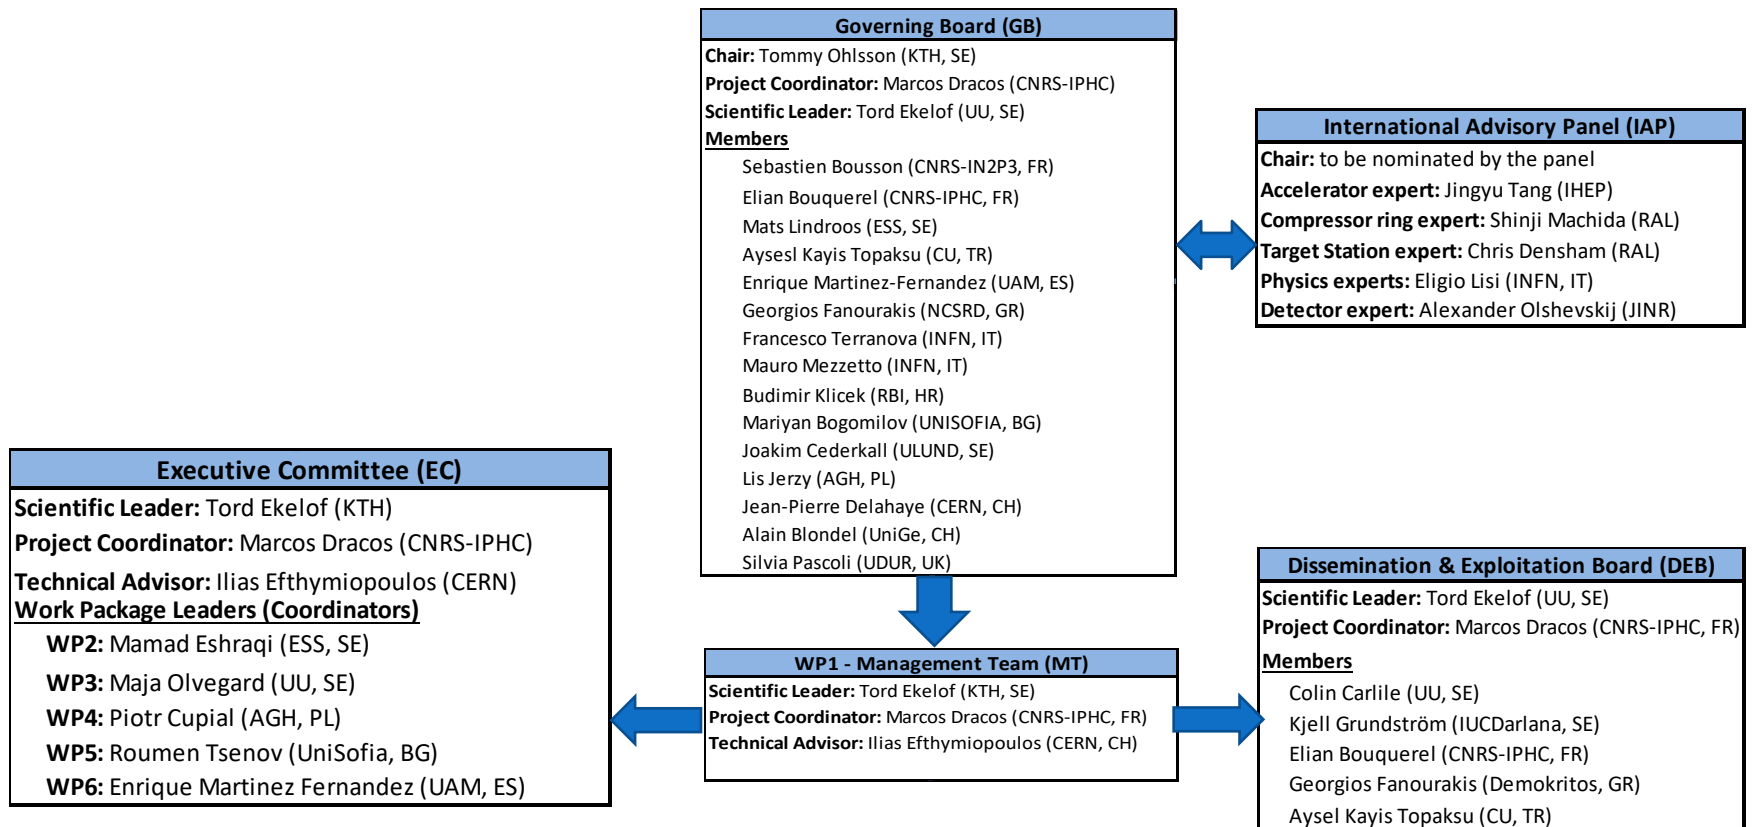 Governing Board (GB)
Chair: Tommy Ohlsson (KTH, SE)
Project Coordinator: Marcos Dracos (CNRS-IPHC)
Scientific Leader: Tord Ekelof (UU, SE)
Members
Sebastien Bousson (CNRS-IN2P3, FR)
Elian Bouquerel (CNRS-IPHC, FR)
Mats Lindroos (ESS, SE)
Aysesl Kayis Topaksu (CU, TR)
Enrique Martinez-Fernandez (UAM, ES)
Georgios Fanourakis (NCSRD, GR)
Francesco Terranova (INFN, IT)
Mauro Mezzetto (INFN, IT)
Budimir Klicek (RBI, HR)
Mariyan Bogomilov (UNISOFIA, BG)
Joakim Cederkall (ULUND, SE)
Lis Jerzy (AGH, PL)
Jean-Pierre Delahaye (CERN, CH)
Alain Blondel (UniGe, CH)
Silvia Pascoli (UDUR, UK)
International Advisory Panel (IAP)
Chair: to be nominated by the panel
Accelerator expert: Jingyu Tang (IHEP)
Compressor ring expert: Shinji Machida (RAL)
Target Station expert: Chris Densham (RAL)
Physics experts: Eligio Lisi (INFN, IT)
Detector expert: Alexander Olshevskij (JINR)
Executive Committee (EC)
Scientific Leader: Tord Ekelof (KTH)
Project Coordinator: Marcos Dracos (CNRS-IPHC)
Technical Advisor: Ilias Efthymiopoulos (CERN)
Work Package Leaders (Coordinators)
WP2: Mamad Eshraqi (ESS, SE)
WP3: Maja Olvegard (UU, SE)
WP4: Piotr Cupial (AGH, PL)
WP5: Roumen Tsenov (UniSofia, BG)
WP6: Enrique Martinez Fernandez (UAM, ES)
WP1 - Management Team (MT)
Scientific Leader: Tord Ekelof (KTH, SE)
Project Coordinator: Marcos Dracos (CNRS-IPHC, FR)
Technical Advisor: Ilias Efthymiopoulos (CERN, CH)
Dissemination & Exploitation Board (DEB)
Scientific Leader: Tord Ekelof (UU, SE)
Project Coordinator: Marcos Dracos (CNRS-IPHC, FR)
Members
Colin Carlile (UU, SE)
Kjell Grundström (IUCDarlana, SE)
Elian Bouquerel (CNRS-IPHC, FR)
Georgios Fanourakis (Demokritos, GR)
Aysel Kayis Topaksu (CU, TR)